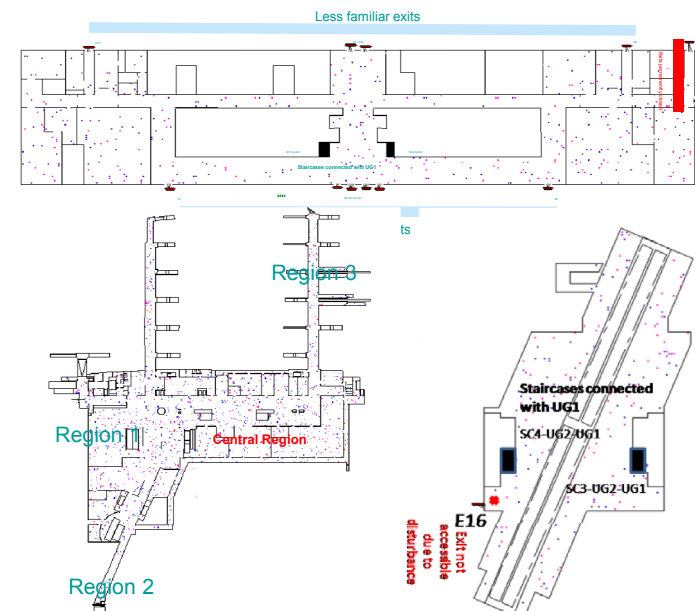 Less familiar exits
Staircases connected with UG1
ts
Region 3
Region 1
Central Region
Region 2
Staircases connected
with UG1
SC4-UG2-UG1
SC3-UG2-UG1
E16
Exit not
accessible
due to
disturbance